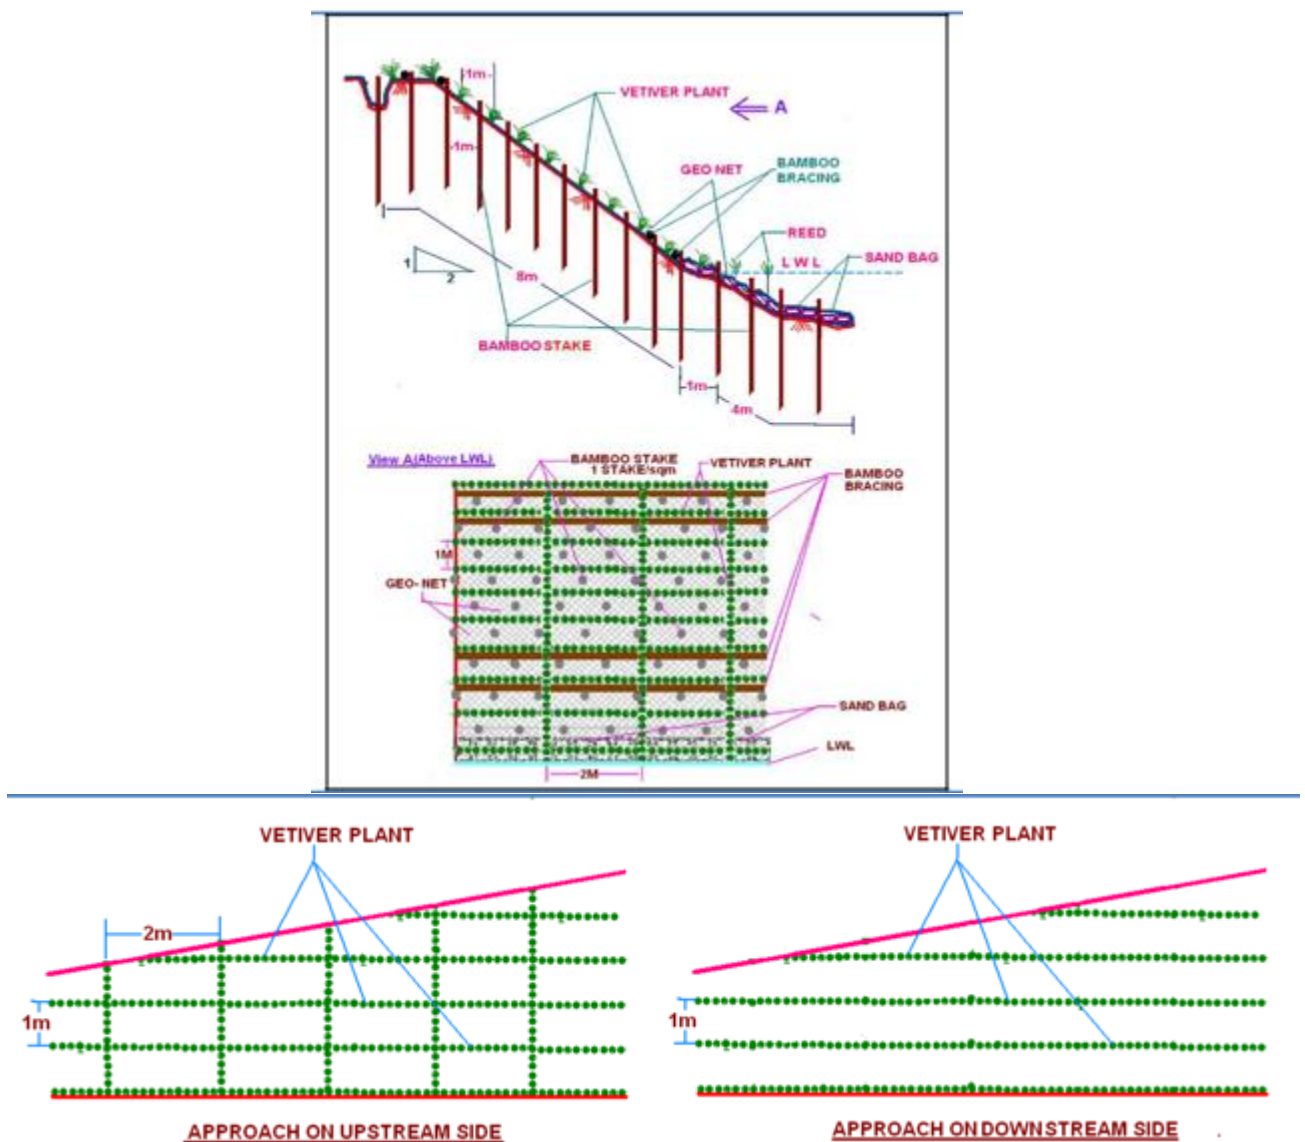 1m
VETIVER PLANT
A
1m
GEO NET
BAMBOO
BRACING
REED
L W L
SAND BAG
1
2
8m
BAMBOO STAKE
1m
4m
View A(Above LWL)
BAMBOO STAKE
1 STAKE/sqm
VETIVER PLANT
BAMBOO
BRACING
1M
GEO- NET
SAND BAG
LWL
2M
VETIVER PLANT
2m
1m
APPROACH ON UPSTREAM SIDE
VETIVER PLANT
1m
APPROACH ON DOWNSTREAM SIDE